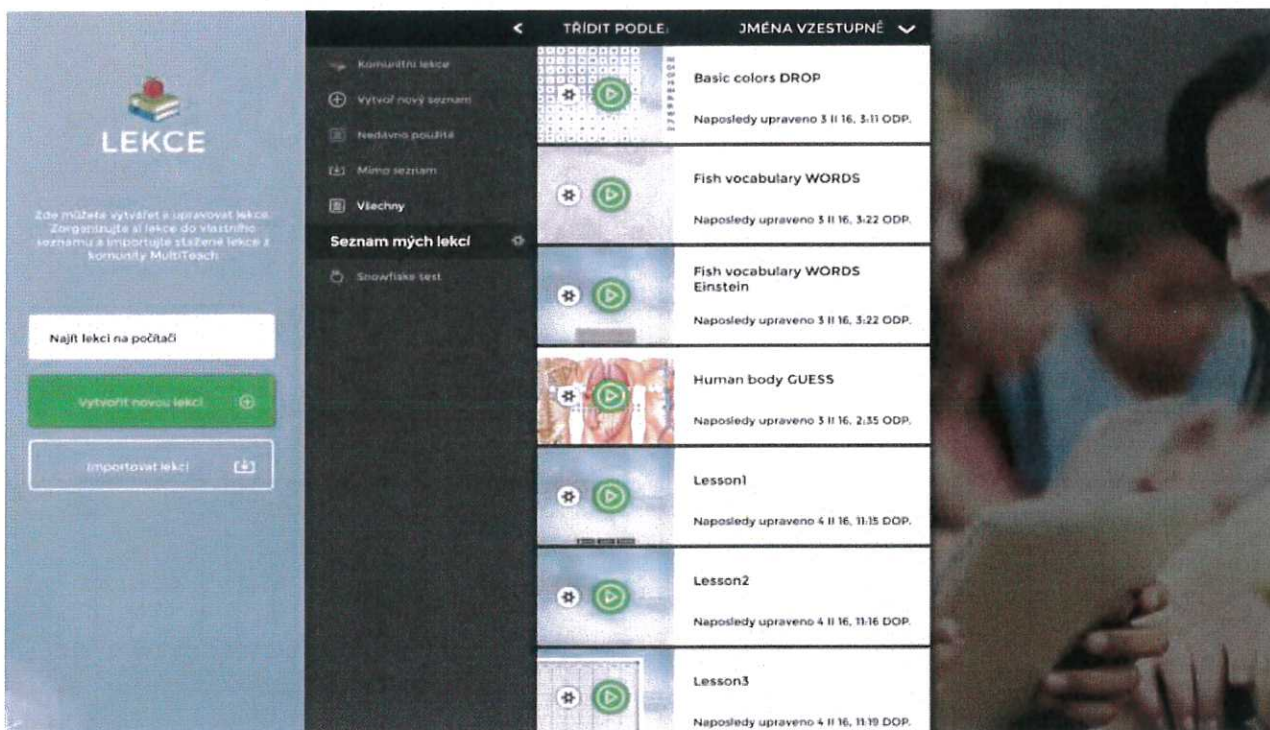 LEKCE
Zde můžete vytvářet a upravovat lekce.
Zorganizujte si lekce do vlastního
seznamu a importujte stažené lekce z
komunity MultiTeach
Najít lekci na počítači
Vytvořit novou lekci
Importovat lekci
Komunitní lekce
Vytvoř nový seznam
Nedávno použité
Mimo seznam
Všechny
Seznam mých lekcí
Snowflake test
TŘÍDIT PODLE:
JMÉNA VZESTUPNĚ
Basic colors DROP
Naposledy upraveno 3 II 16, 3:11 ODP.
Fish vocabulary WORDS
Naposledy upraveno 3 II 16, 3:22 ODP.
Fish vocabulary WORDS
Einstein
Naposledy upraveno 3 II 16, 3:22 ODP.
Human body GUESS
Naposledy upraveno 3 II 16, 2:35 ODP.
Lesson1
Naposledy upraveno 4 II 16, 11:15 DOP.
Lesson2
Naposledy upraveno 4 II 16, 11:16 DOP.
Lesson3
Naposledy upraveno 4 II 16, 11:19 DOP.